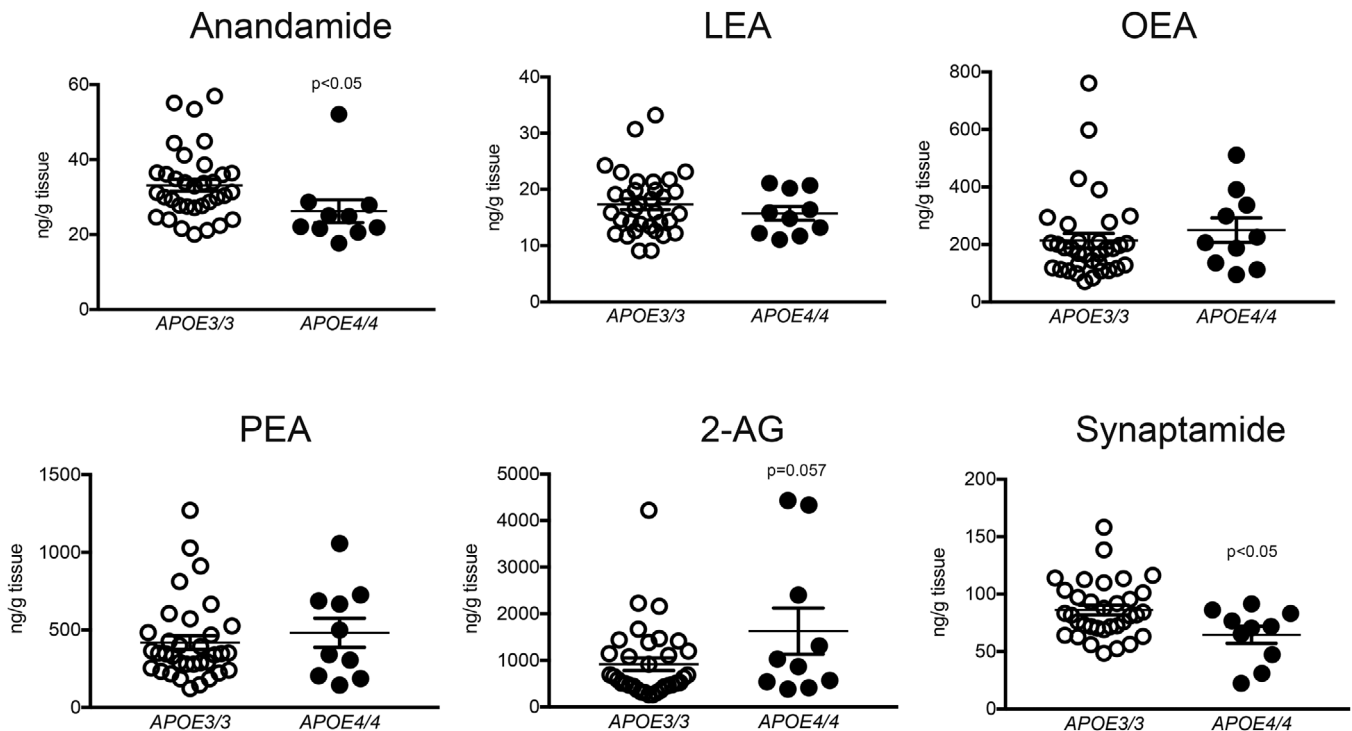 Anandamide
LEA
OEA
60
40
20
0
ng/g tissue
p<0.05
APOE3/3
APOE4/4
40
30
20
10
0
ng/g tissue
APOE3/3
APOE4/4
800
600
400
200
0
ng/g tissue
APOE3/3
APOE4/4
PEA
2-AG
Synaptamide
1500
1000
500
0
ng/g tissue
APOE3/3
APOE4/4
5000
4000
3000
2000
1000
0
ng/g tissue
p=0.057
APOE3/3
APOE4/4
200
150
100
50
0
ng/g tissue
p<0.05
APOE3/3
APOE4/4